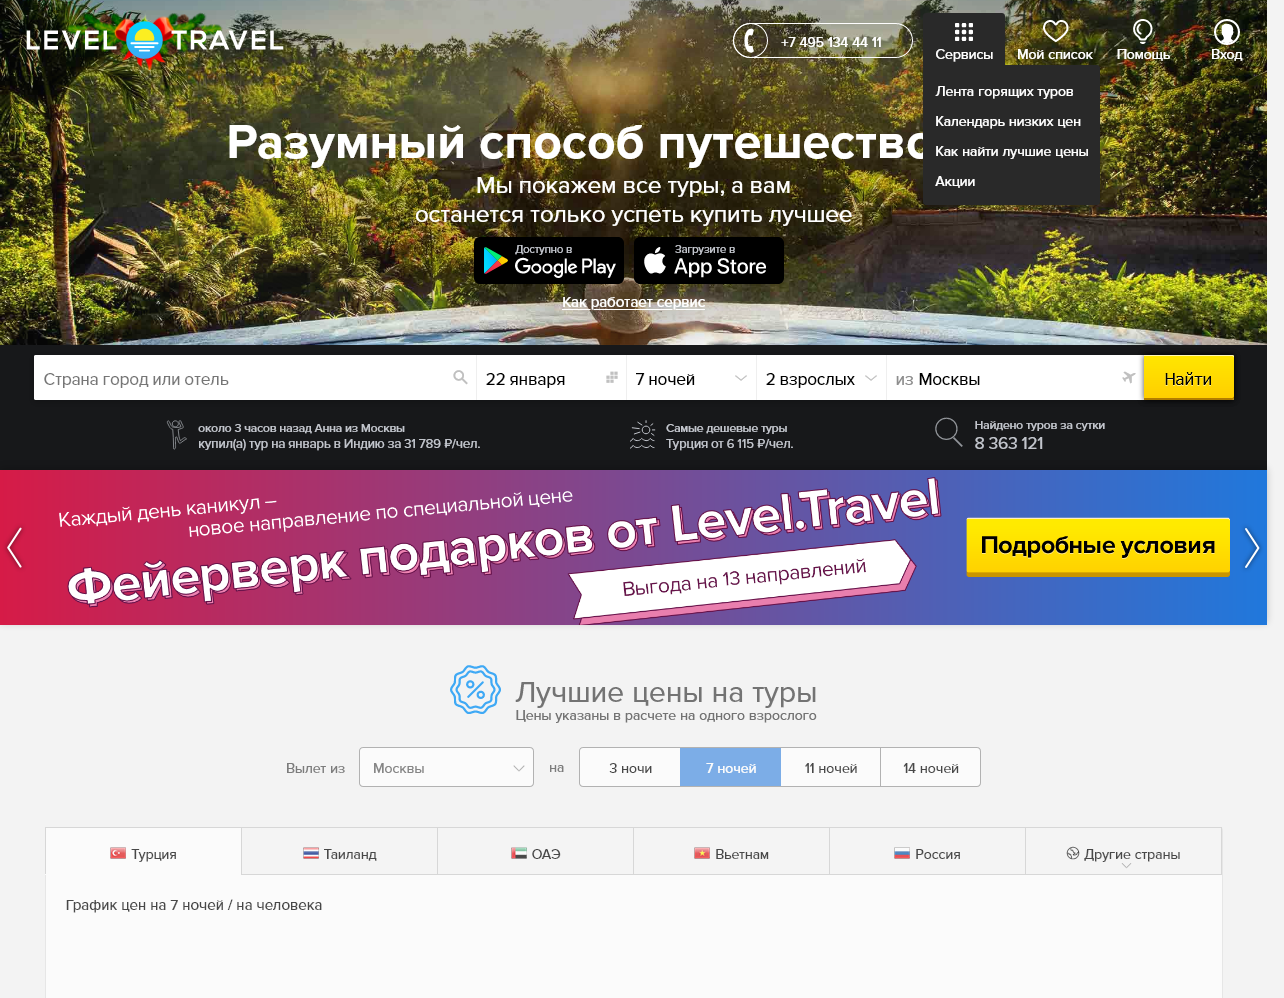 LEVEL TRAVEL
+7 495 134 44 11
Сервисы
Мой список
Помощь
Вход
Лента горящих туров
Календарь низких цен
Как найти лучшие цены
Акции
Разумный способ
Мы покажем все туры, а вам
останется только успеть купить лучшее
Доступно в
Google Play
Загрузите в
App Store
Как работает сервис
Страна город или отель
22 января
7 ночей
2 взрослых
из Москвы
Найти
около 3 часов назад Анна из Москвы
купил(а) тур на январь в Индию за 31 789 ₽/чел.
Самые дешевые туры
Турция от 6 115 ₽/чел.
Найдено туров за сутки
8 363 121
Каждый день каникул –
новое направление по специальной цене
Фейерверк подарков от Level.Travel
Выгода на 13 направлений
Подробные условия
Лучшие цены на туры
Цены указаны в расчете на одного взрослого
Вылет из
Москвы
на
3 ночи
7 ночей
11 ночей
14 ночей
Турция
Таиланд
ОАЭ
Вьетнам
Россия
Другие страны
График цен на 7 ночей / на человека